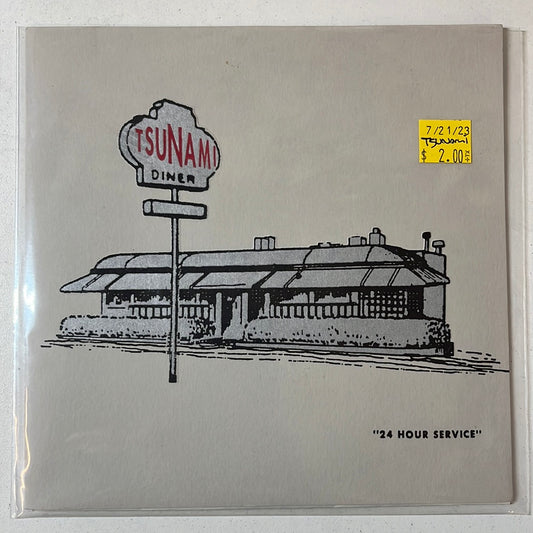 TSUNAMI
DINER
7/21/23
TSUNAMI
$ 2.00
"24 HOUR SERVICE"